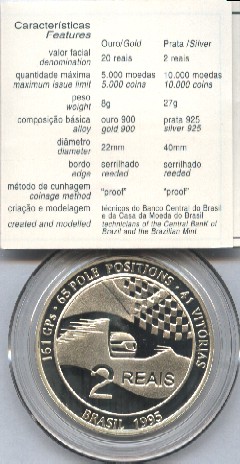 Características
Features
Ouro/Gold Prata/Silver
valor facial
denomination 20 reais 2 reais
quantidade máxima 5.000 moedas 10.000 moedas
maximum issue limit 5.000 coins 10.000 coins
peso
weight 8g 27g
composição básica ouro 900 prata 925
alloy gold 900 silver 925
diâmetro
diameter 22mm 40mm
bordo serrilhado serrilhado
edge reeded reeded
método de cunhagem
coinage method "proof" "proof"
criação e modelagem técnicos do Banco Central do Brasil
e da Casa da Moeda do Brasil
created and modelled technicians of the Central Bank of
Brazil and the Brazilian Mint
161 GPs · 65 POLE POSITIONS · 41 VITÓRIAS
2 REAIS
BRASIL 1995